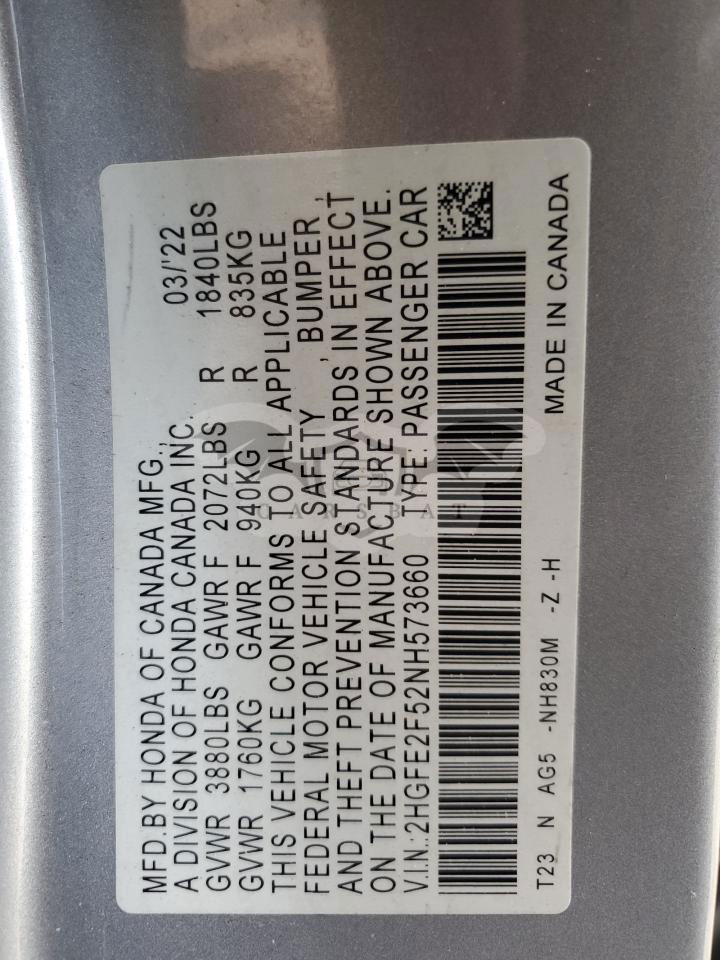 MFD.BY HONDA OF CANADA MFG., 03/'22
A DIVISION OF HONDA CANADA INC.
GVWR 3880LBS GAWR F 2072LBS R 1840LBS
GVWR 1760KG GAWR F 940KG R 835KG
THIS VEHICLE CONFORMS TO ALL APPLICABLE
FEDERAL MOTOR VEHICLE SAFETY , BUMPER ,
AND THEFT PREVENTION STANDARDS IN EFFECT
ON THE DATE OF MANUFACTURE SHOWN ABOVE.
V.I.N.:2HGFE2F52NH573660 TYPE:PASSENGER CAR
T23 N AG5 -NH830M -Z -H MADE IN CANADA
CARSBAT